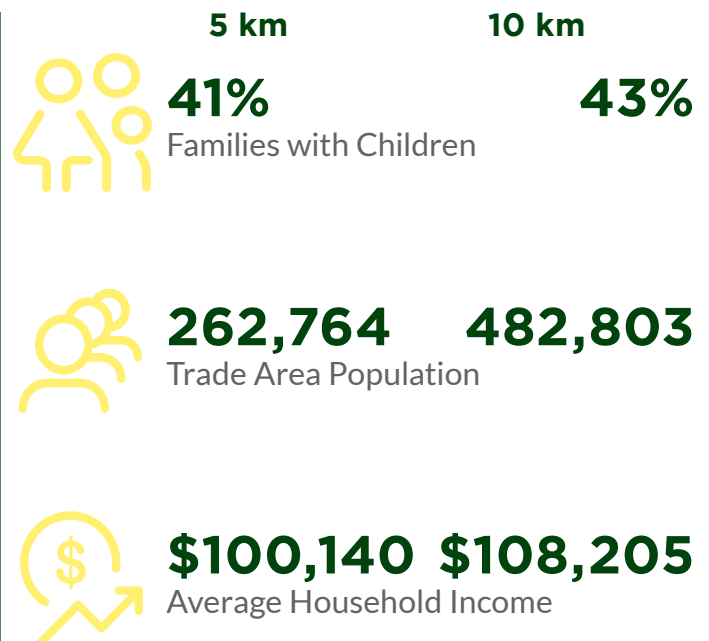 5 km 10 km
41% 43%
Families with Children
262,764 482,803
Trade Area Population
$
$100,140 $108,205
Average Household Income